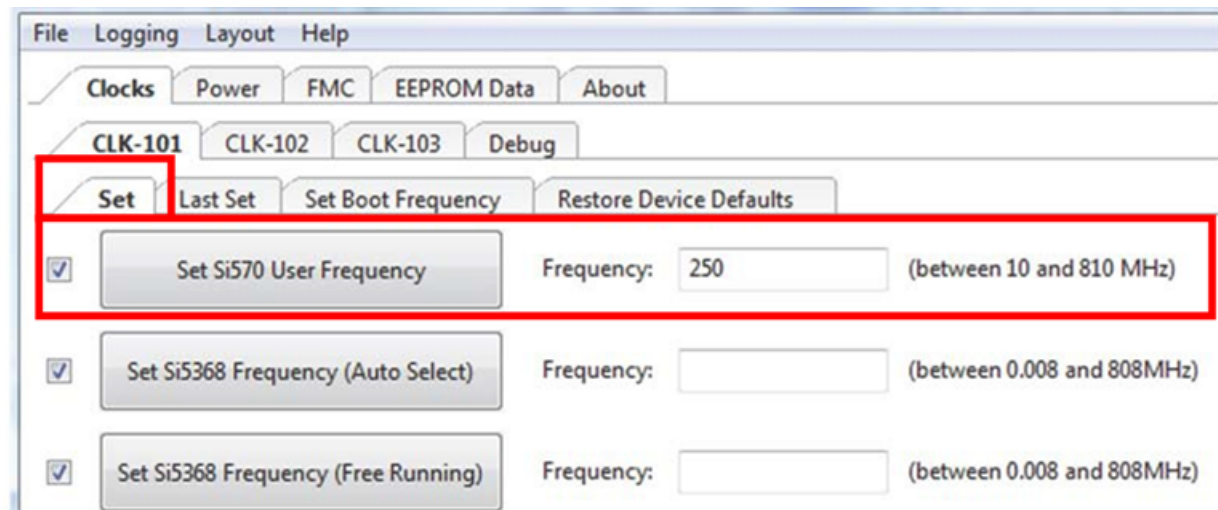 File Logging Layout Help
Clocks Power FMC EEPROM Data About
CLK-101 CLK-102 CLK-103 Debug
Set Last Set Set Boot Frequency Restore Device Defaults
Set Si570 User Frequency Frequency: 250 (between 10 and 810 MHz)
Set Si5368 Frequency (Auto Select) Frequency: (between 0.008 and 808MHz)
Set Si5368 Frequency (Free Running) Frequency: (between 0.008 and 808MHz)